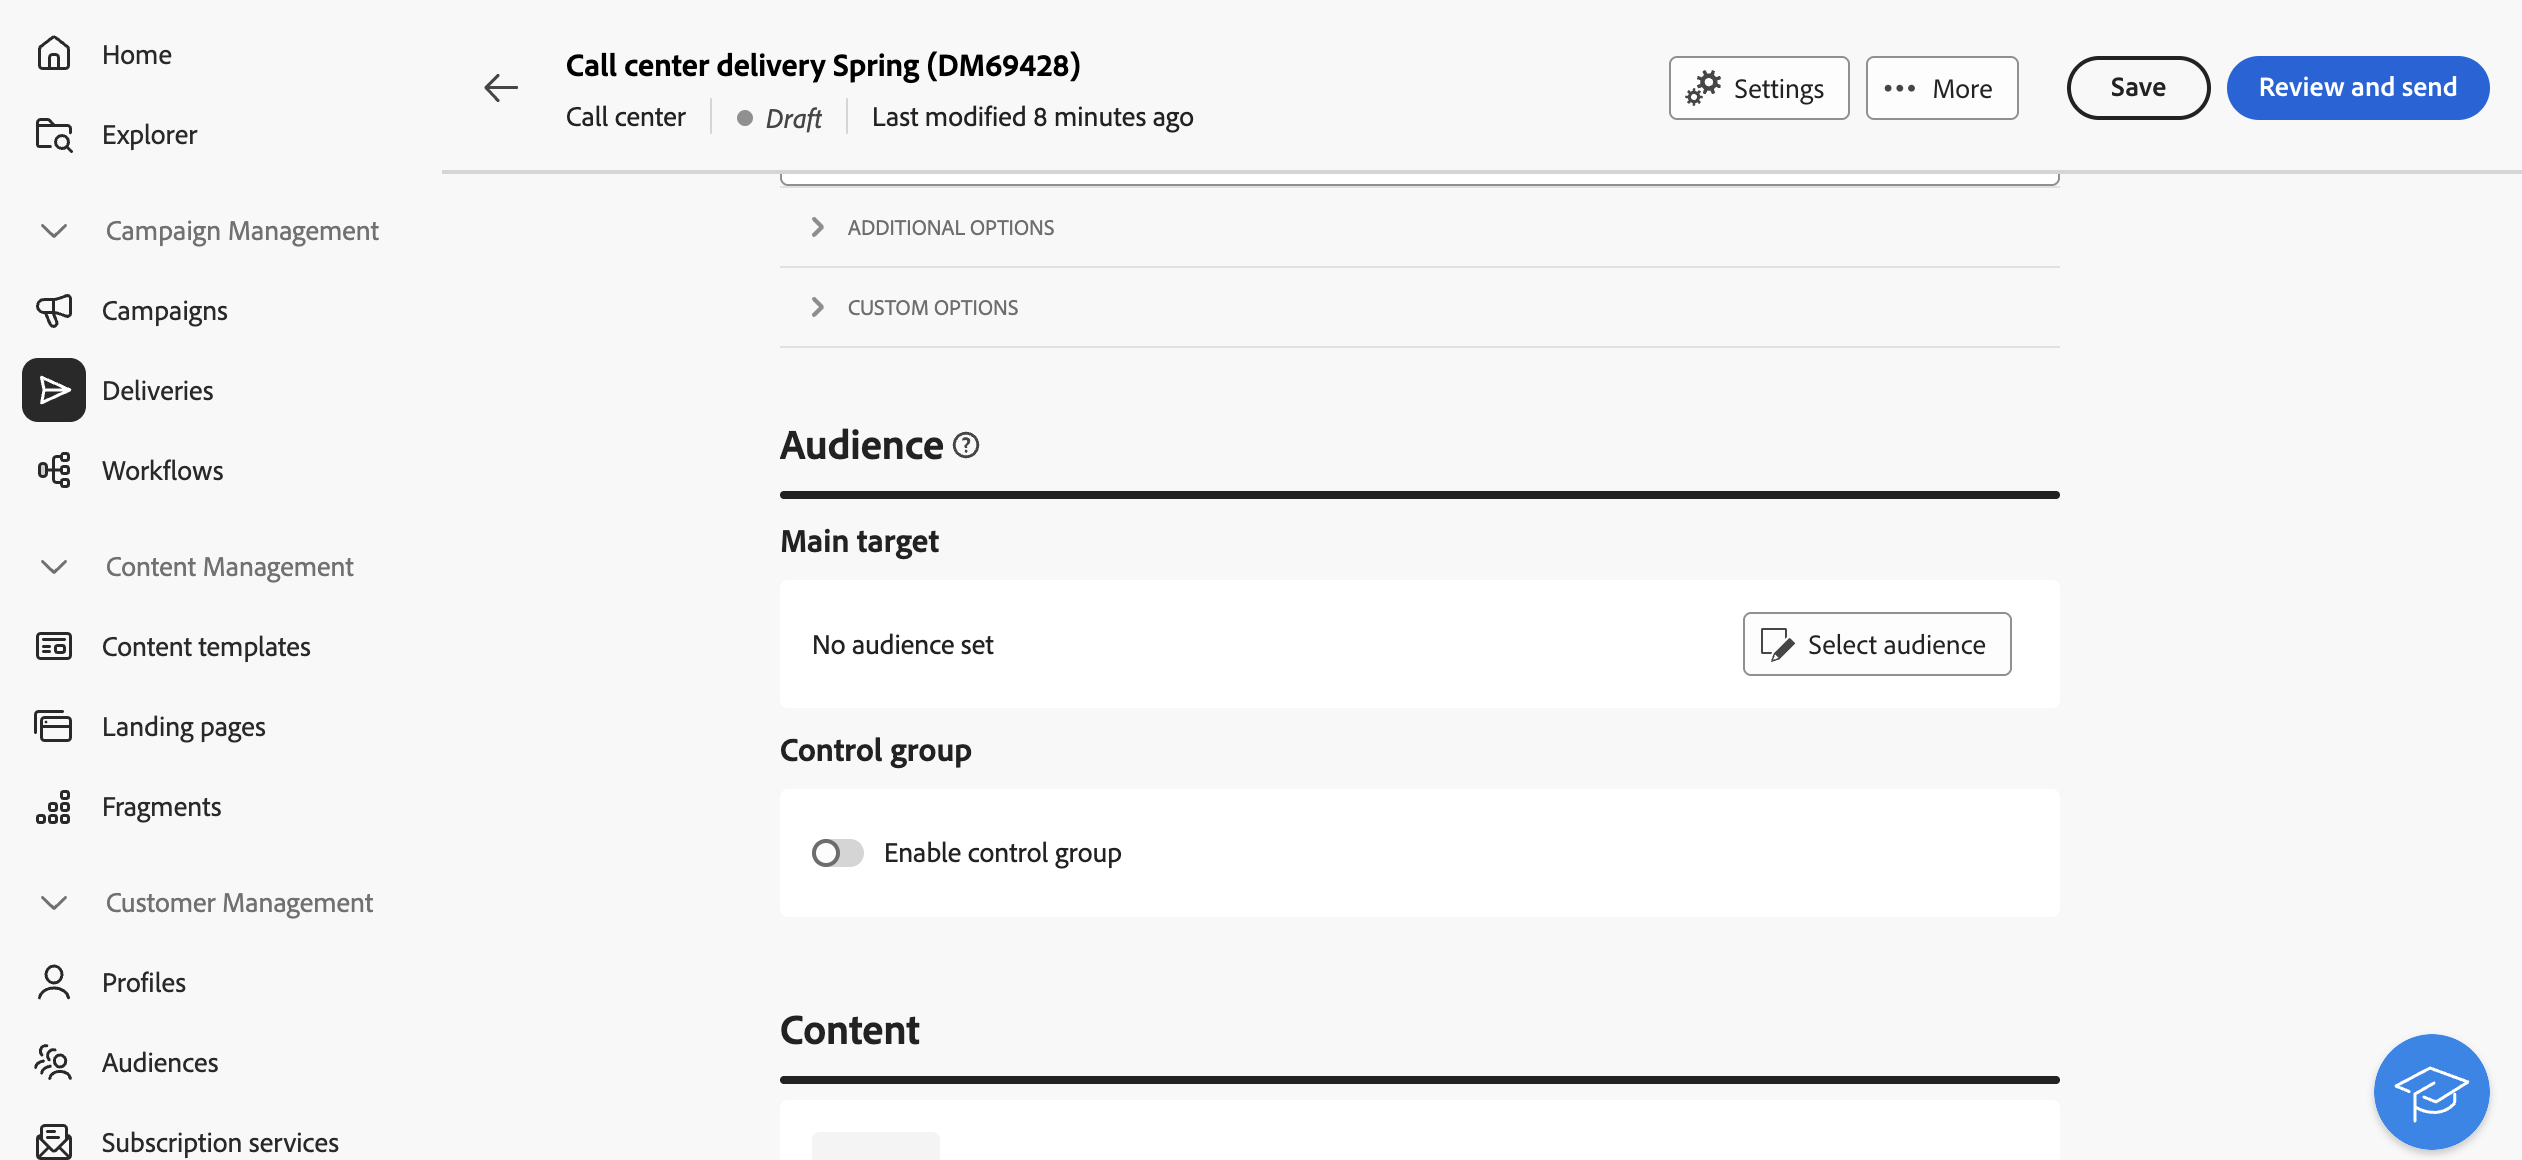 Home
Explorer
Campaign Management
Campaigns
Deliveries
Workflows
Content Management
Content templates
Landing pages
Fragments
Customer Management
Profiles
Audiences
Subscription services
Call center delivery Spring (DM69428)
Call center Draft Last modified 8 minutes ago
Settings More Save Review and send
ADDITIONAL OPTIONS
CUSTOM OPTIONS
Audience
Main target
No audience set Select audience
Control group
Enable control group
Content